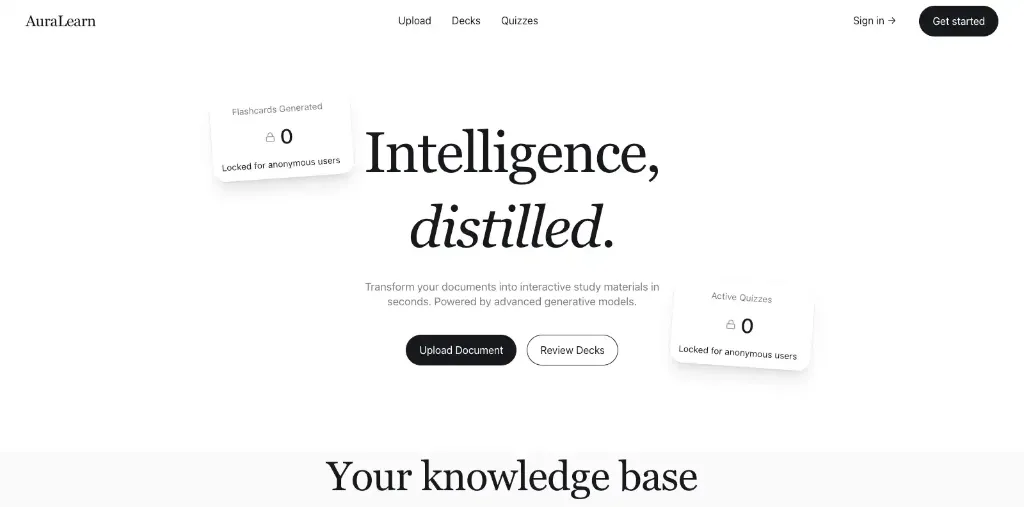 AuraLearn
Upload
Decks
Quizzes
Sign in →
Get started
Flashcards Generated
0
Locked for anonymous users
Intelligence,
distilled.
Transform your documents into interactive study materials in
seconds. Powered by advanced generative models.
Upload Document
Review Decks
Active Quizzes
0
Locked for anonymous users
Your knowledge base